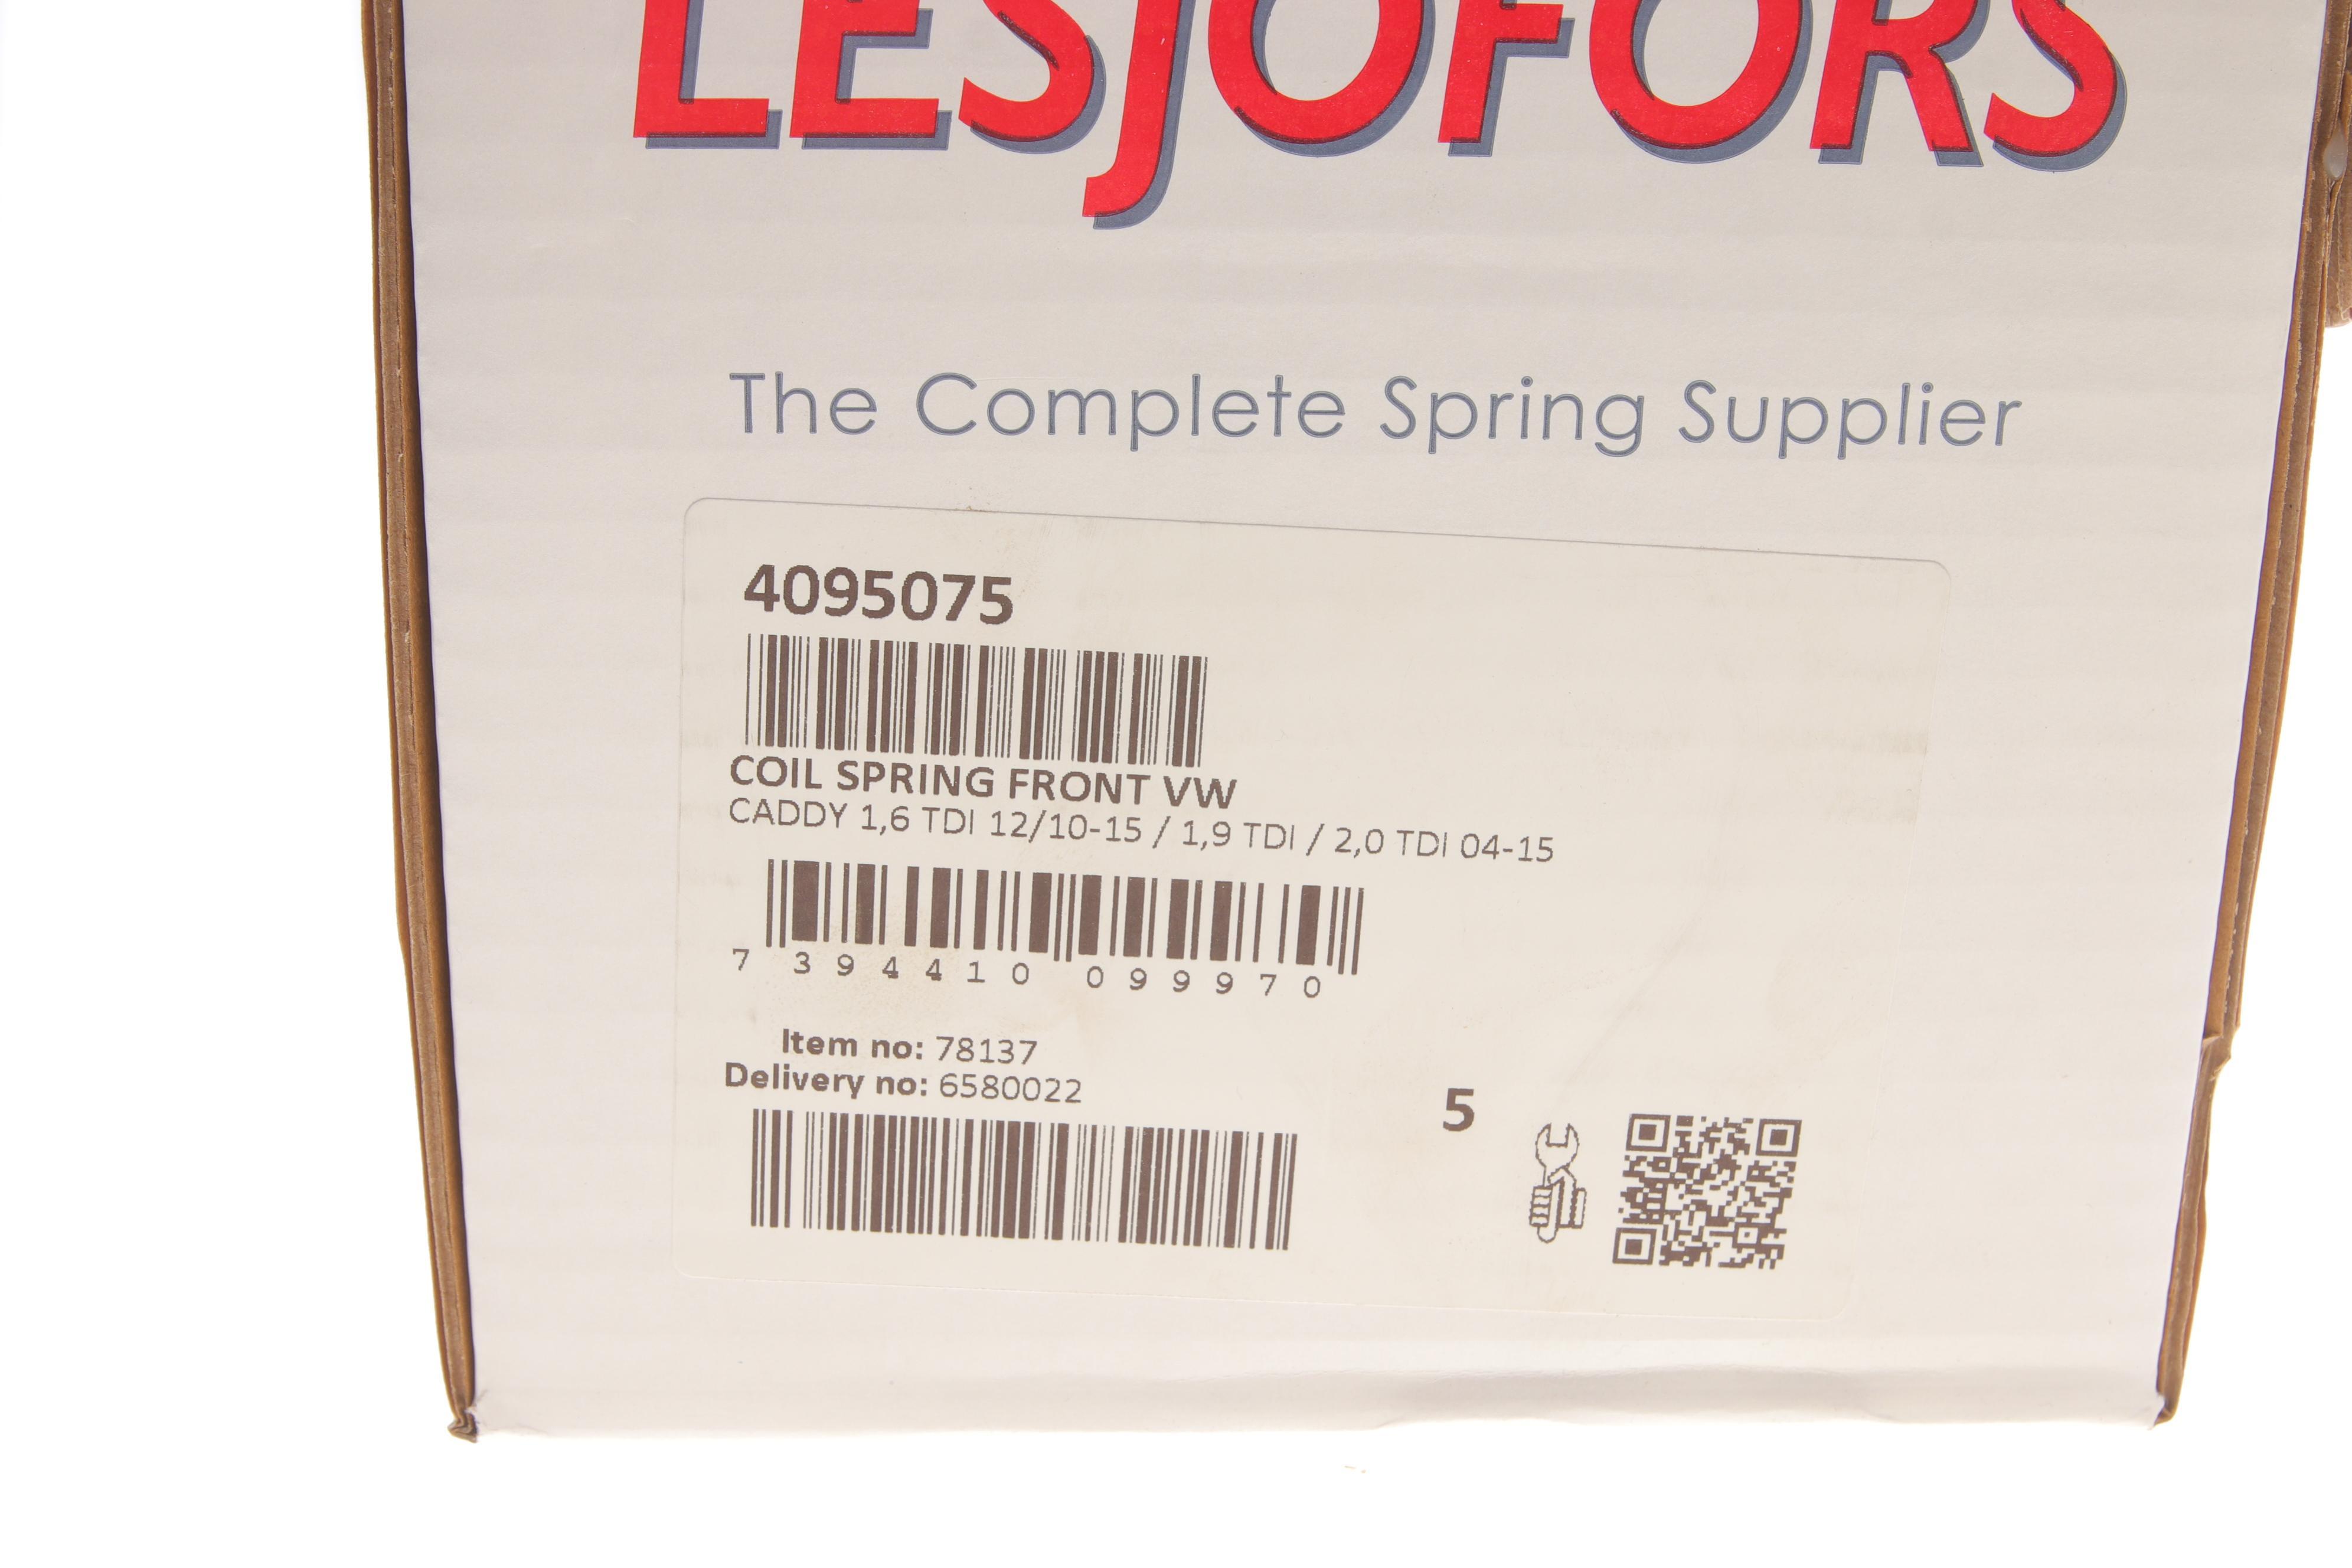 LESJOFORS
The Complete Spring Supplier
4095075
COIL SPRING FRONT VW
CADDY 1,6 TDI 12/10-15 / 1,9 TDI / 2,0 TDI 04-15
7 394410 099970
Item no: 78137
Delivery no: 6580022
5